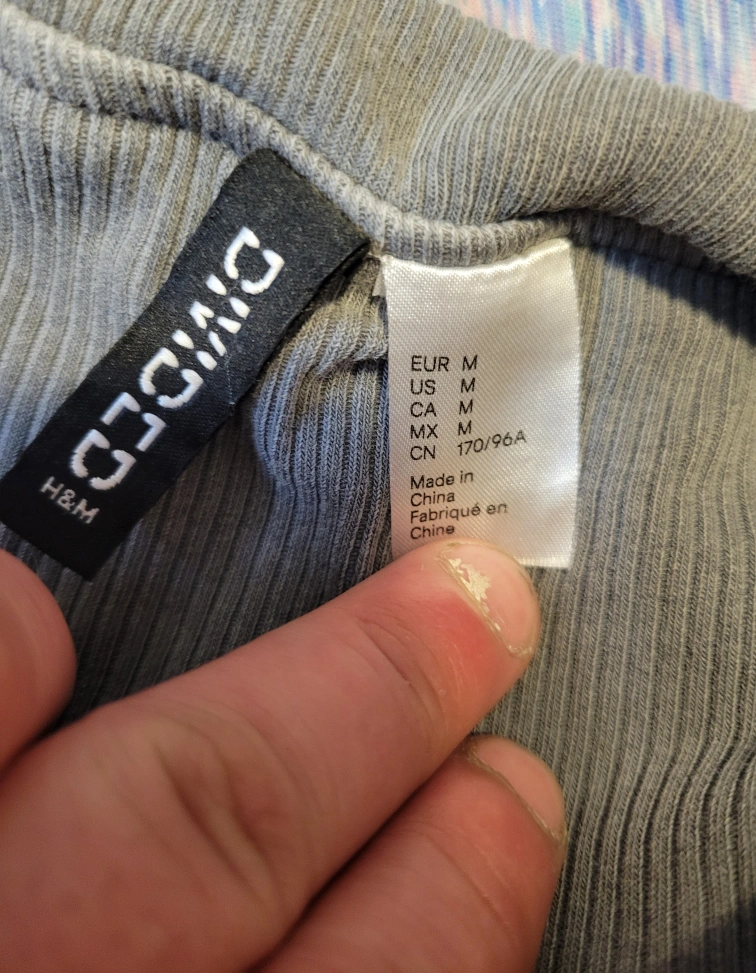 DIVIDED
H&M
EUR M
US M
CA M
MX M
CN 170/96A
Made in
China
Fabriqué en
Chine